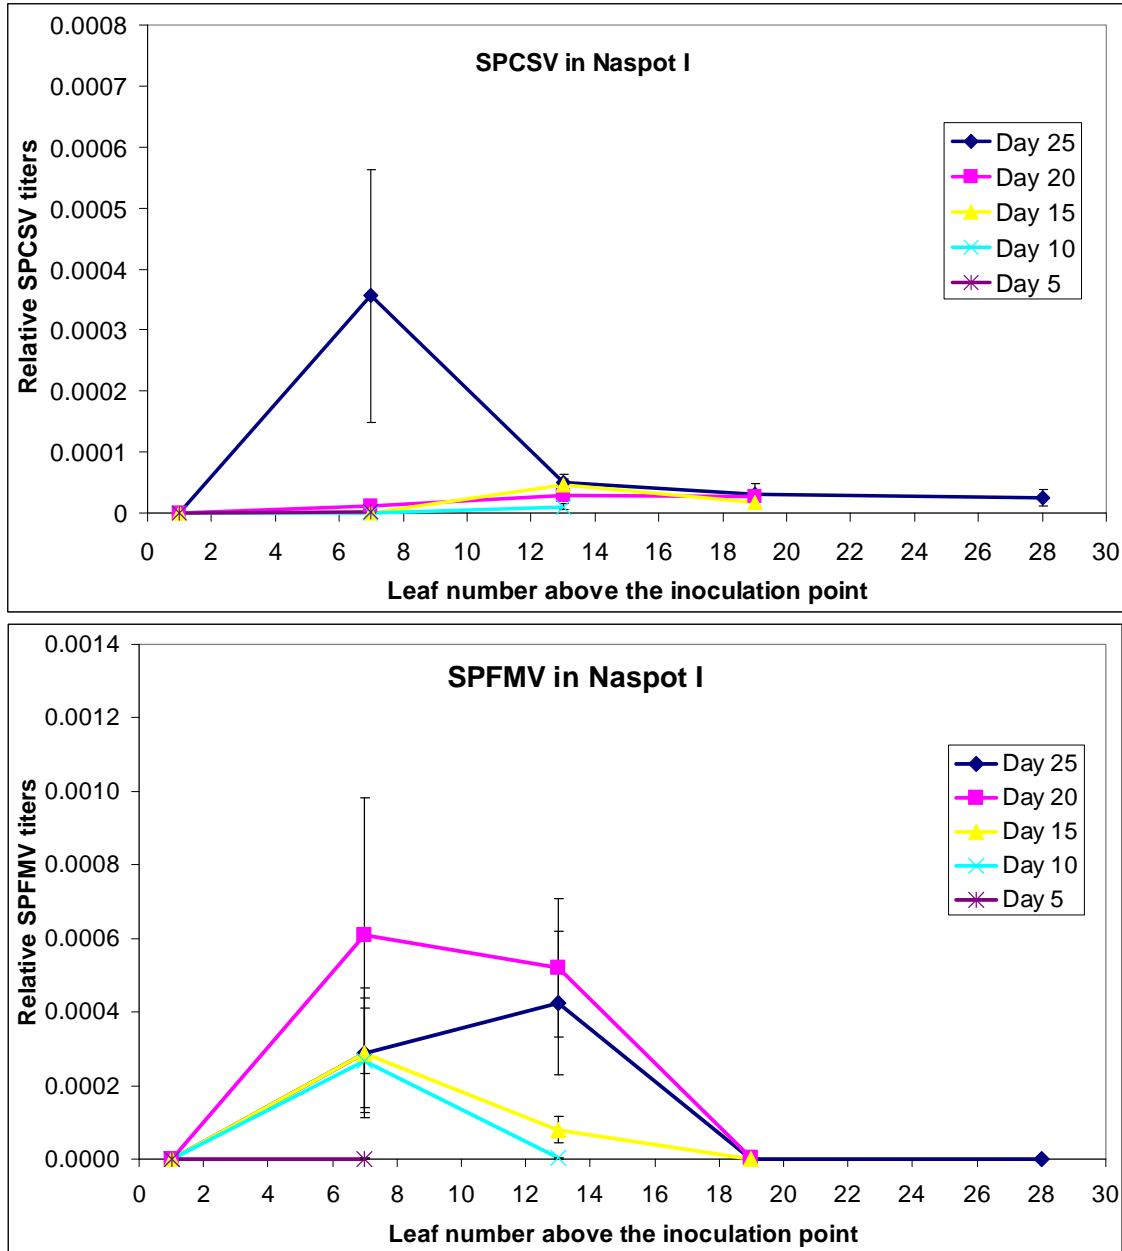 SPCSV in Naspot I
Relative SPCSV titers
0.0008
0.0007
0.0006
0.0005
0.0004
0.0003
0.0002
0.0001
0
Day 25
Day 20
Day 15
Day 10
Day 5
0 2 4 6 8 10 12 14 16 18 20 22 24 26 28 30
Leaf number above the inoculation point
SPFMV in Naspot I
Relative SPFMV titers
0.0014
0.0012
0.0010
0.0008
0.0006
0.0004
0.0002
0.0000
Day 25
Day 20
Day 15
Day 10
Day 5
0 2 4 6 8 10 12 14 16 18 20 22 24 26 28 30
Leaf number above the inoculation point